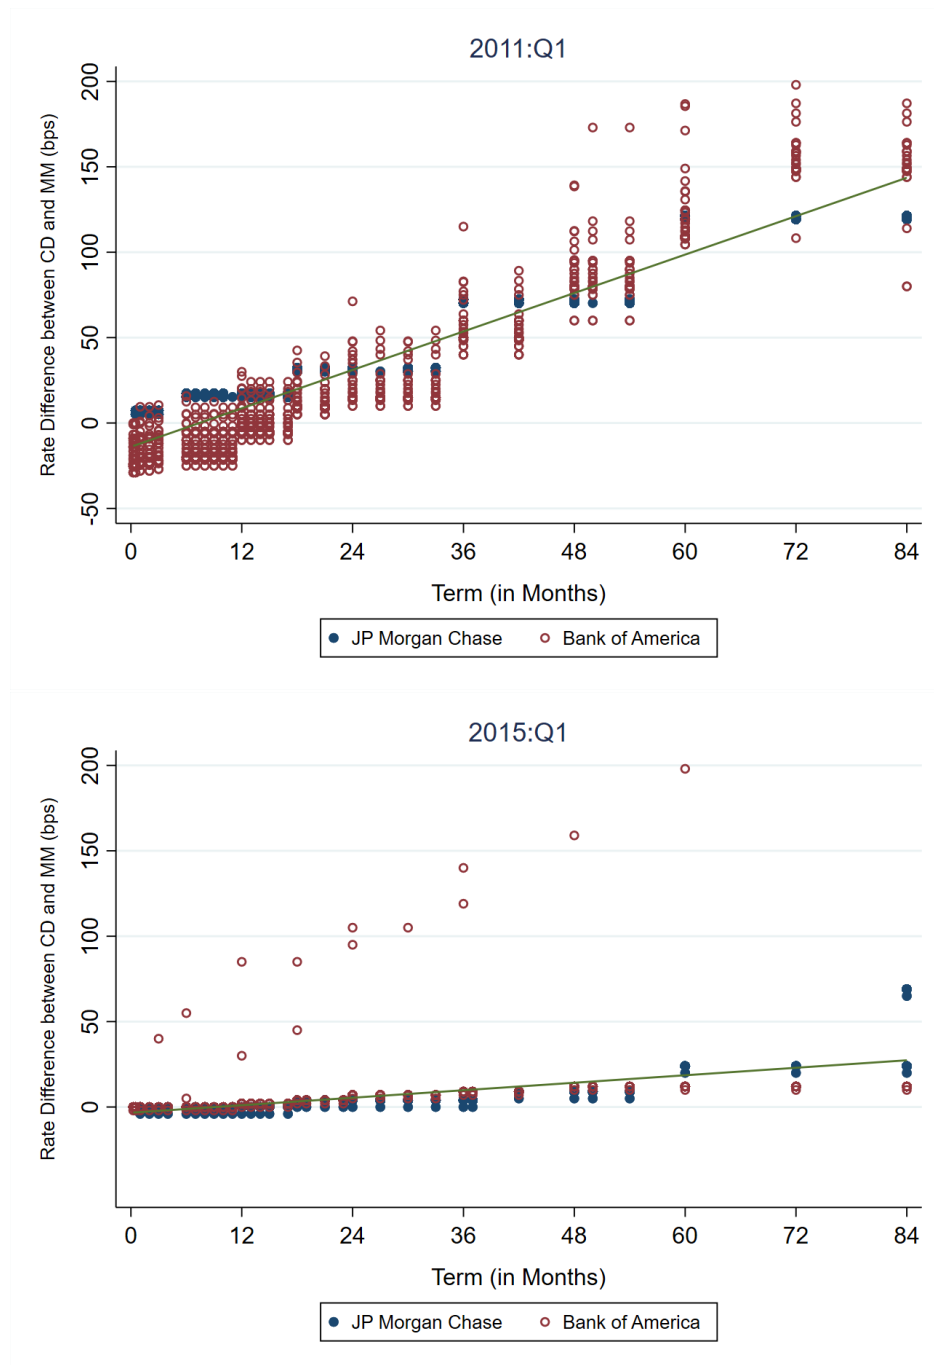 2011:Q1
Rate Difference between CD and MM (bps)
200
150
100
50
0
-50
0 12 24 36 48 60 72 84
Term (in Months)
JP Morgan Chase Bank of America
2015:Q1
Rate Difference between CD and MM (bps)
200
150
100
50
0
0 12 24 36 48 60 72 84
Term (in Months)
JP Morgan Chase Bank of America